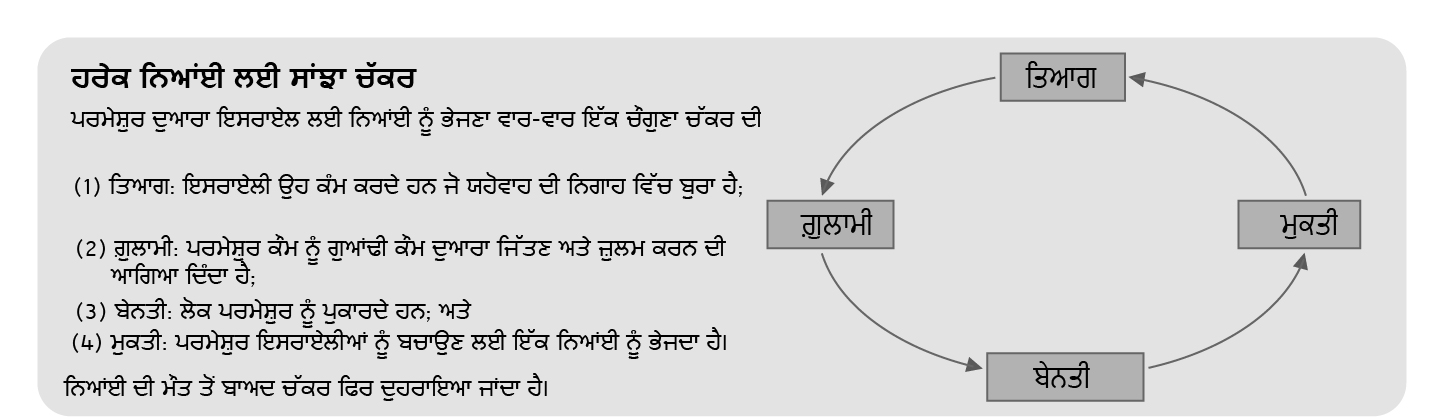 ਹਰੇਕ ਨਿਆਂਈ ਲਈ ਸਾਂਝਾ ਚੱਕਰ
ਪਰਮੇਸ਼ੁਰ ਦੁਆਰਾ ਇਸਰਾਏਲ ਲਈ ਨਿਆਂਈ ਨੂੰ ਭੇਜਣਾ ਵਾਰ-ਵਾਰ ਇੱਕ ਚੌਗੁਣਾ ਚੱਕਰ ਦੀ
(1) ਤਿਆਗ: ਇਸਰਾਏਲੀ ਉਹ ਕੰਮ ਕਰਦੇ ਹਨ ਜੋ ਯਹੋਵਾਹ ਦੀ ਨਿਗਾਹ ਵਿੱਚ ਬੁਰਾ ਹੈ;
(2) ਗ਼ੁਲਾਮੀ: ਪਰਮੇਸ਼ੁਰ ਕੌਮ ਨੂੰ ਗੁਆਂਢੀ ਕੌਮ ਦੁਆਰਾ ਜਿੱਤਣ ਅਤੇ ਜ਼ੁਲਮ ਕਰਨ ਦੀ
ਆਗਿਆ ਦਿੰਦਾ ਹੈ;
(3) ਬੇਨਤੀ: ਲੋਕ ਪਰਮੇਸ਼ੁਰ ਨੂੰ ਪੁਕਾਰਦੇ ਹਨ; ਅਤੇ
(4) ਮੁਕਤੀ: ਪਰਮੇਸ਼ੁਰ ਇਸਰਾਏਲੀਆਂ ਨੂੰ ਬਚਾਉਣ ਲਈ ਇੱਕ ਨਿਆਂਈ ਨੂੰ ਭੇਜਦਾ ਹੈ।
ਨਿਆਂਈ ਦੀ ਮੌਤ ਤੋਂ ਬਾਅਦ ਚੱਕਰ ਫਿਰ ਦੁਹਰਾਇਆ ਜਾਂਦਾ ਹੈ।
ਤਿਆਗ
ਗ਼ੁਲਾਮੀ
ਮੁਕਤੀ
ਬੇਨਤੀ